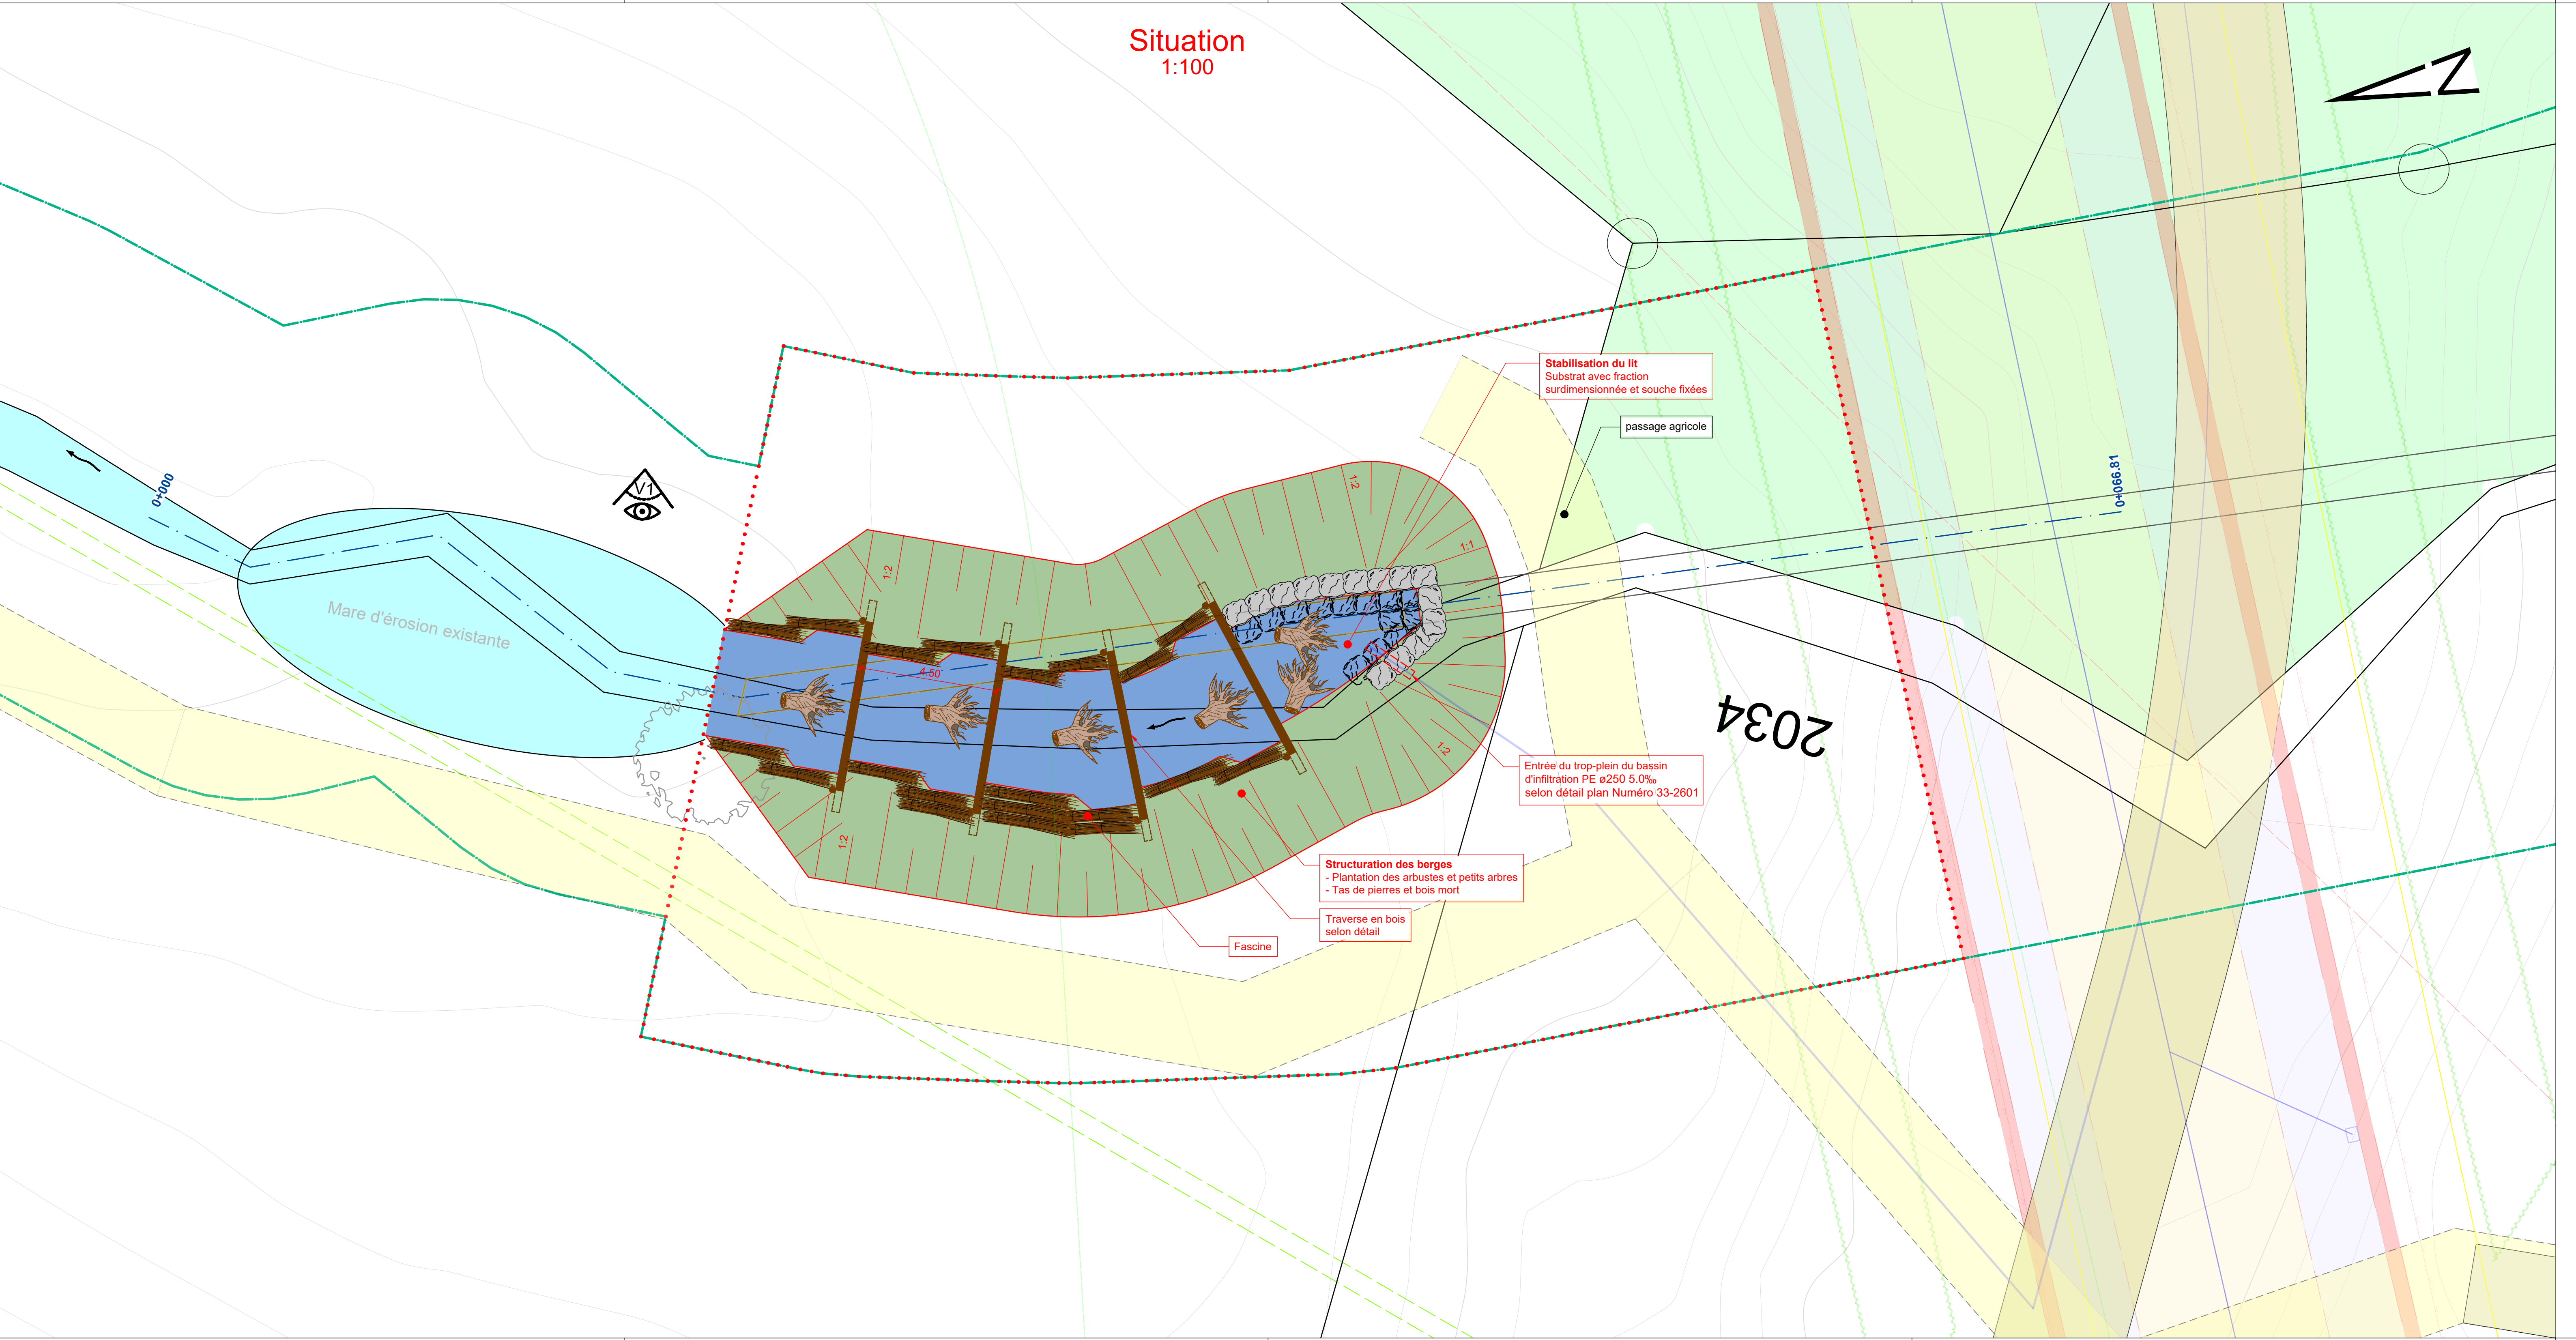 Situation
1:100
N
Stabilisation du lit
Substrat avec fraction
surdimensionnée et souche fixées
passage agricole
0+000
V1
0+066.81
1:2
1:1
1:2
Mare d'érosion existante
4.50
2034
1:2
Entrée du trop-plein du bassin
d'infiltration PE ø250 5.0‰
selon détail plan Numéro 33-2601
1:2
Structuration des berges
- Plantation des arbustes et petits arbres
- Tas de pierres et bois mort
Traverse en bois
selon détail
Fascine